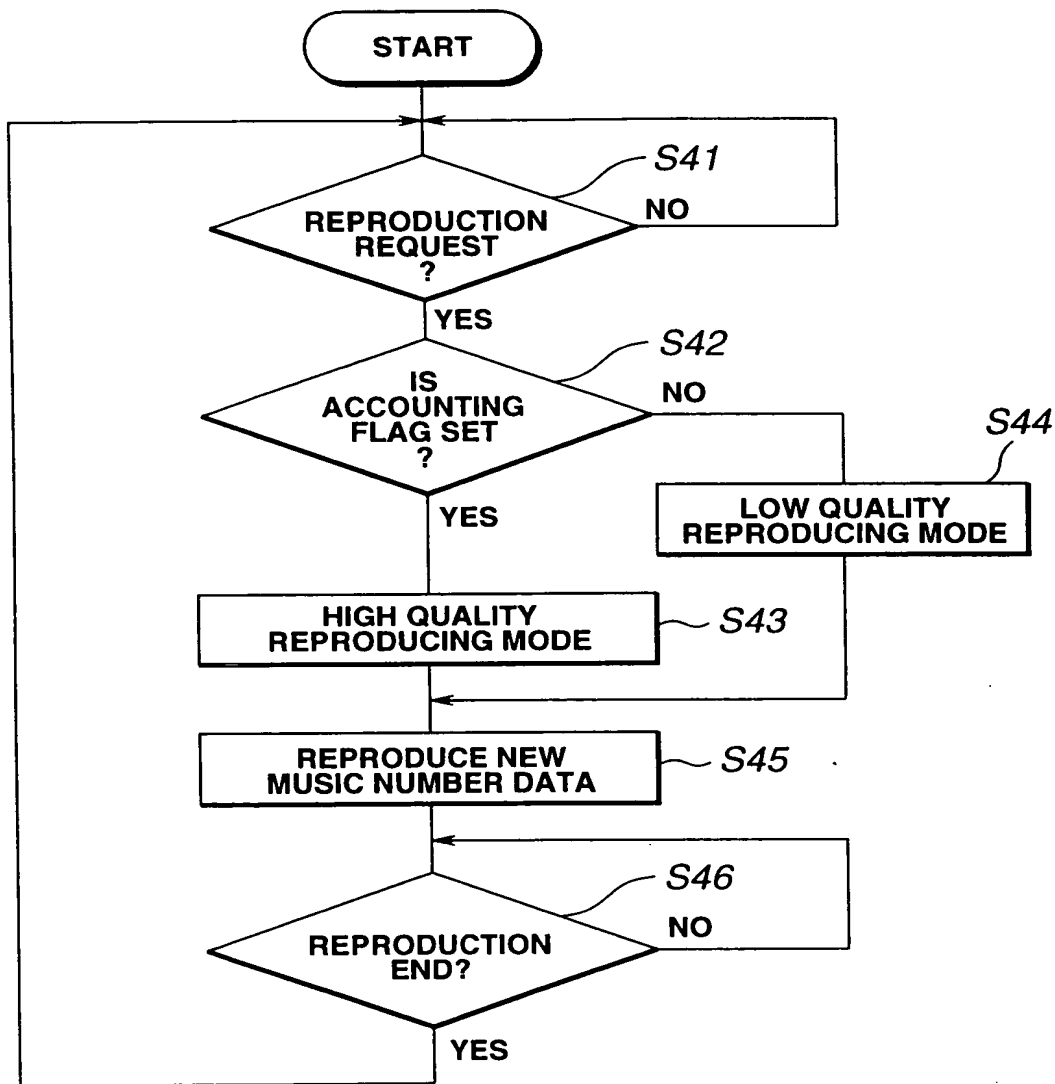 START
S41
REPRODUCTION
REQUEST
?
NO
YES
S42
IS
ACCOUNTING
FLAG SET
?
NO
YES
S44
LOW QUALITY
REPRODUCING MODE
HIGH QUALITY
REPRODUCING MODE
S43
REPRODUCE NEW
MUSIC NUMBER DATA
S45
S46
REPRODUCTION
END?
NO
YES